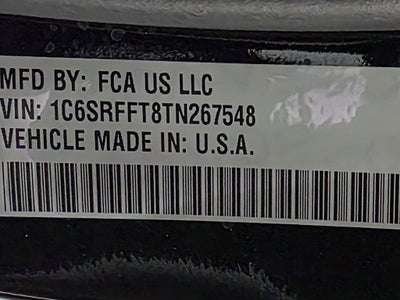 MFD BY: FCA US LLC
VIN: 1C6SRFFT8TN267548
VEHICLE MADE IN: U.S.A.